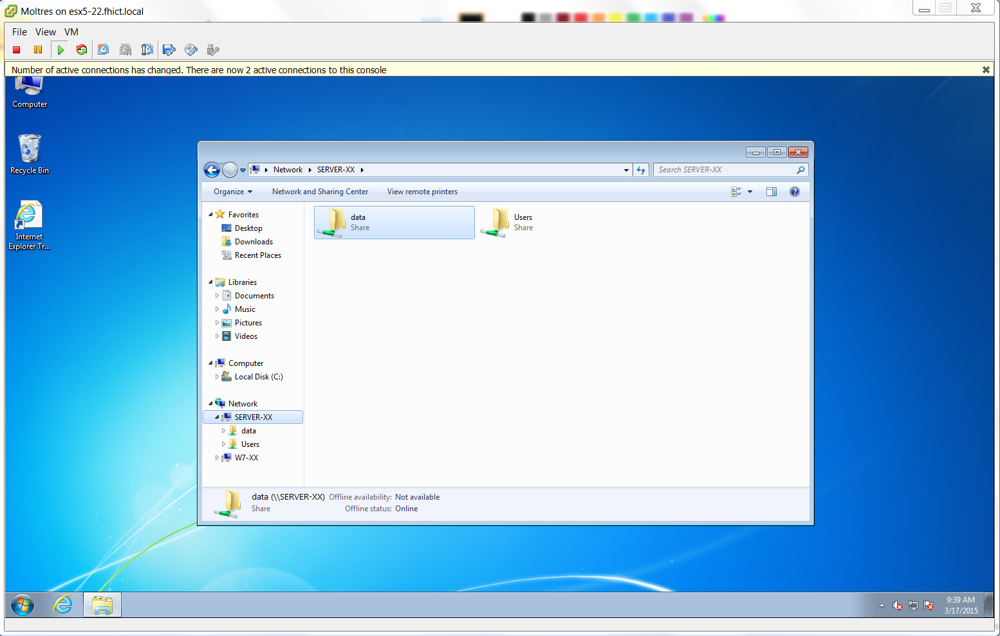 Moltres on esx5-22.fhict.local
File View VM
Number of active connections has changed. There are now 2 active connections to this console
Computer
Recycle Bin
Internet
Explorer Tr...
Network SERVER-XX
Search SERVER-XX
Organize Network and Sharing Center View remote printers
Favorites
Desktop
Downloads
Recent Places
Libraries
Documents
Music
Pictures
Videos
Computer
Local Disk (C:)
Network
SERVER-XX
data
Users
W7-XX
data
Share
Users
Share
data (\\SERVER-XX) Offline availability: Not available
Share Offline status: Online
9:39 AM
3/17/2015